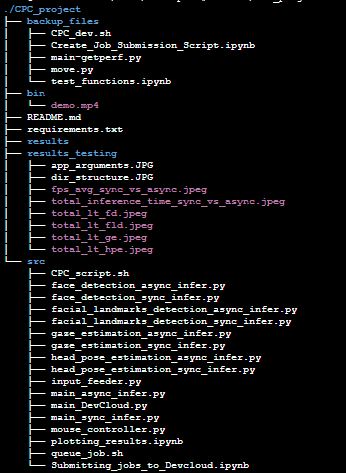 ./CPC_project
├── backup_files
│   ├── CPC_dev.sh
│   ├── Create_Job_Submission_Script.ipynb
│   ├── main-getperf.py
│   ├── move.py
│   └── test_functions.ipynb
├── bin
│   └── demo.mp4
├── README.md
├── requirements.txt
├── results
├── results_testing
│   ├── app_arguments.JPG
│   ├── dir_structure.JPG
│   ├── fps_avg_sync_vs_async.jpeg
│   ├── total_inference_time_sync_vs_async.jpeg
│   ├── total_lt_fd.jpeg
│   ├── total_lt_fld.jpeg
│   ├── total_lt_ge.jpeg
│   └── total_lt_hpe.jpeg
└── src
    ├── CPC_script.sh
    ├── face_detection_async_infer.py
    ├── face_detection_sync_infer.py
    ├── facial_landmarks_detection_async_infer.py
    ├── facial_landmarks_detection_sync_infer.py
    ├── gaze_estimation_async_infer.py
    ├── gaze_estimation_sync_infer.py
    ├── head_pose_estimation_async_infer.py
    ├── head_pose_estimation_sync_infer.py
    ├── input_feeder.py
    ├── main_async_infer.py
    ├── main_DevCloud.py
    ├── main_sync_infer.py
    ├── mouse_controller.py
    ├── plotting_results.ipynb
    ├── queue_job.sh
    └── Submitting_jobs_to_Devcloud.ipynb